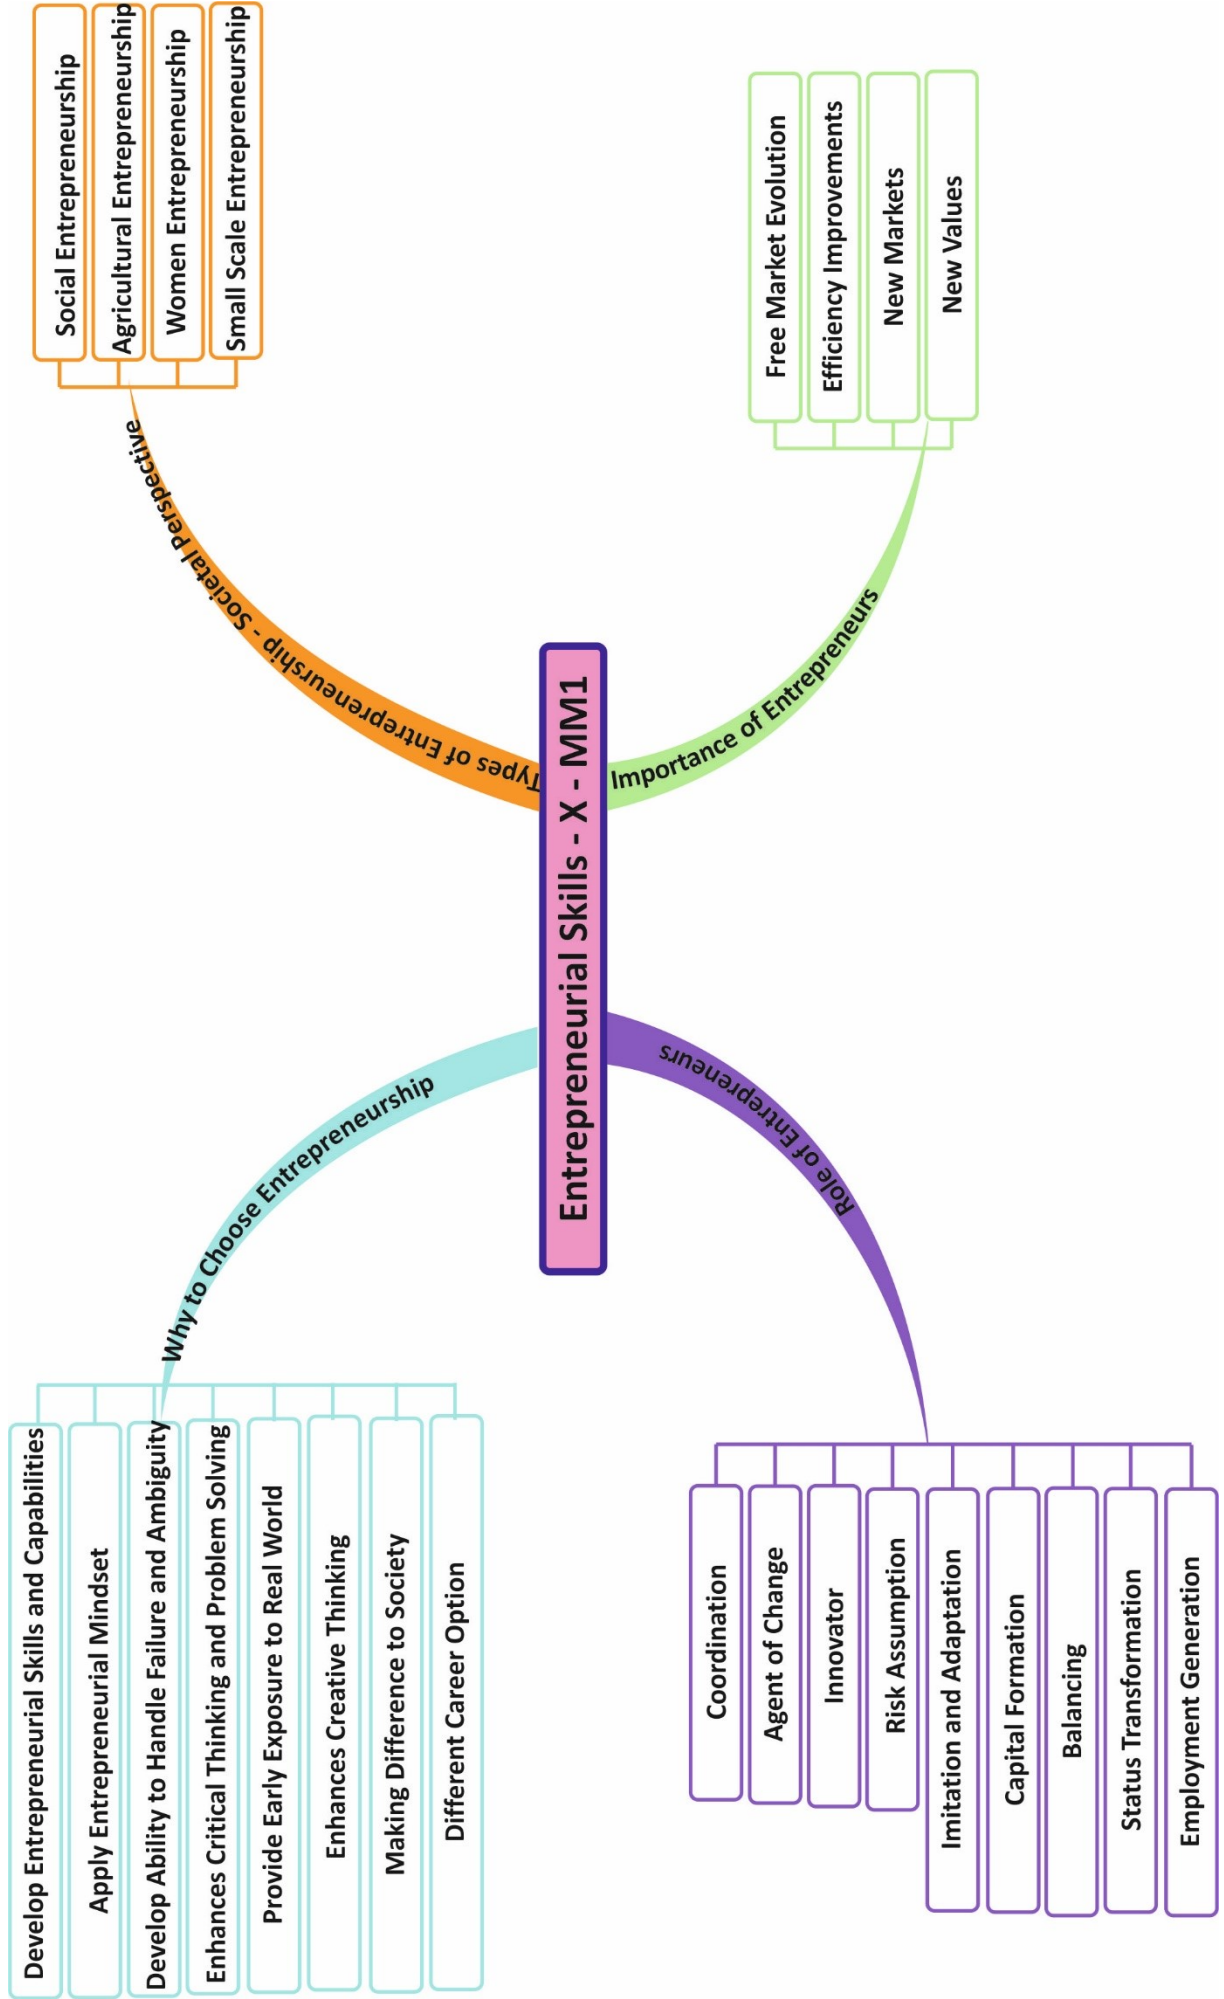 Entrepreneurial Skills - X - MM1
Why to Choose Entrepreneurship
Develop Entrepreneurial Skills and Capabilities
Apply Entrepreneurial Mindset
Develop Ability to Handle Failure and Ambiguity
Enhances Critical Thinking and Problem Solving
Provide Early Exposure to Real World
Enhances Creative Thinking
Making Difference to Society
Different Career Option
Types of Entrepreneurship - Societal Perspective
Social Entrepreneurship
Agricultural Entrepreneurship
Women Entrepreneurship
Small Scale Entrepreneurship
Role of Entrepreneurs
Coordination
Agent of Change
Innovator
Risk Assumption
Imitation and Adaptation
Capital Formation
Balancing
Status Transformation
Employment Generation
Importance of Entrepreneurs
Free Market Evolution
Efficiency Improvements
New Markets
New Values